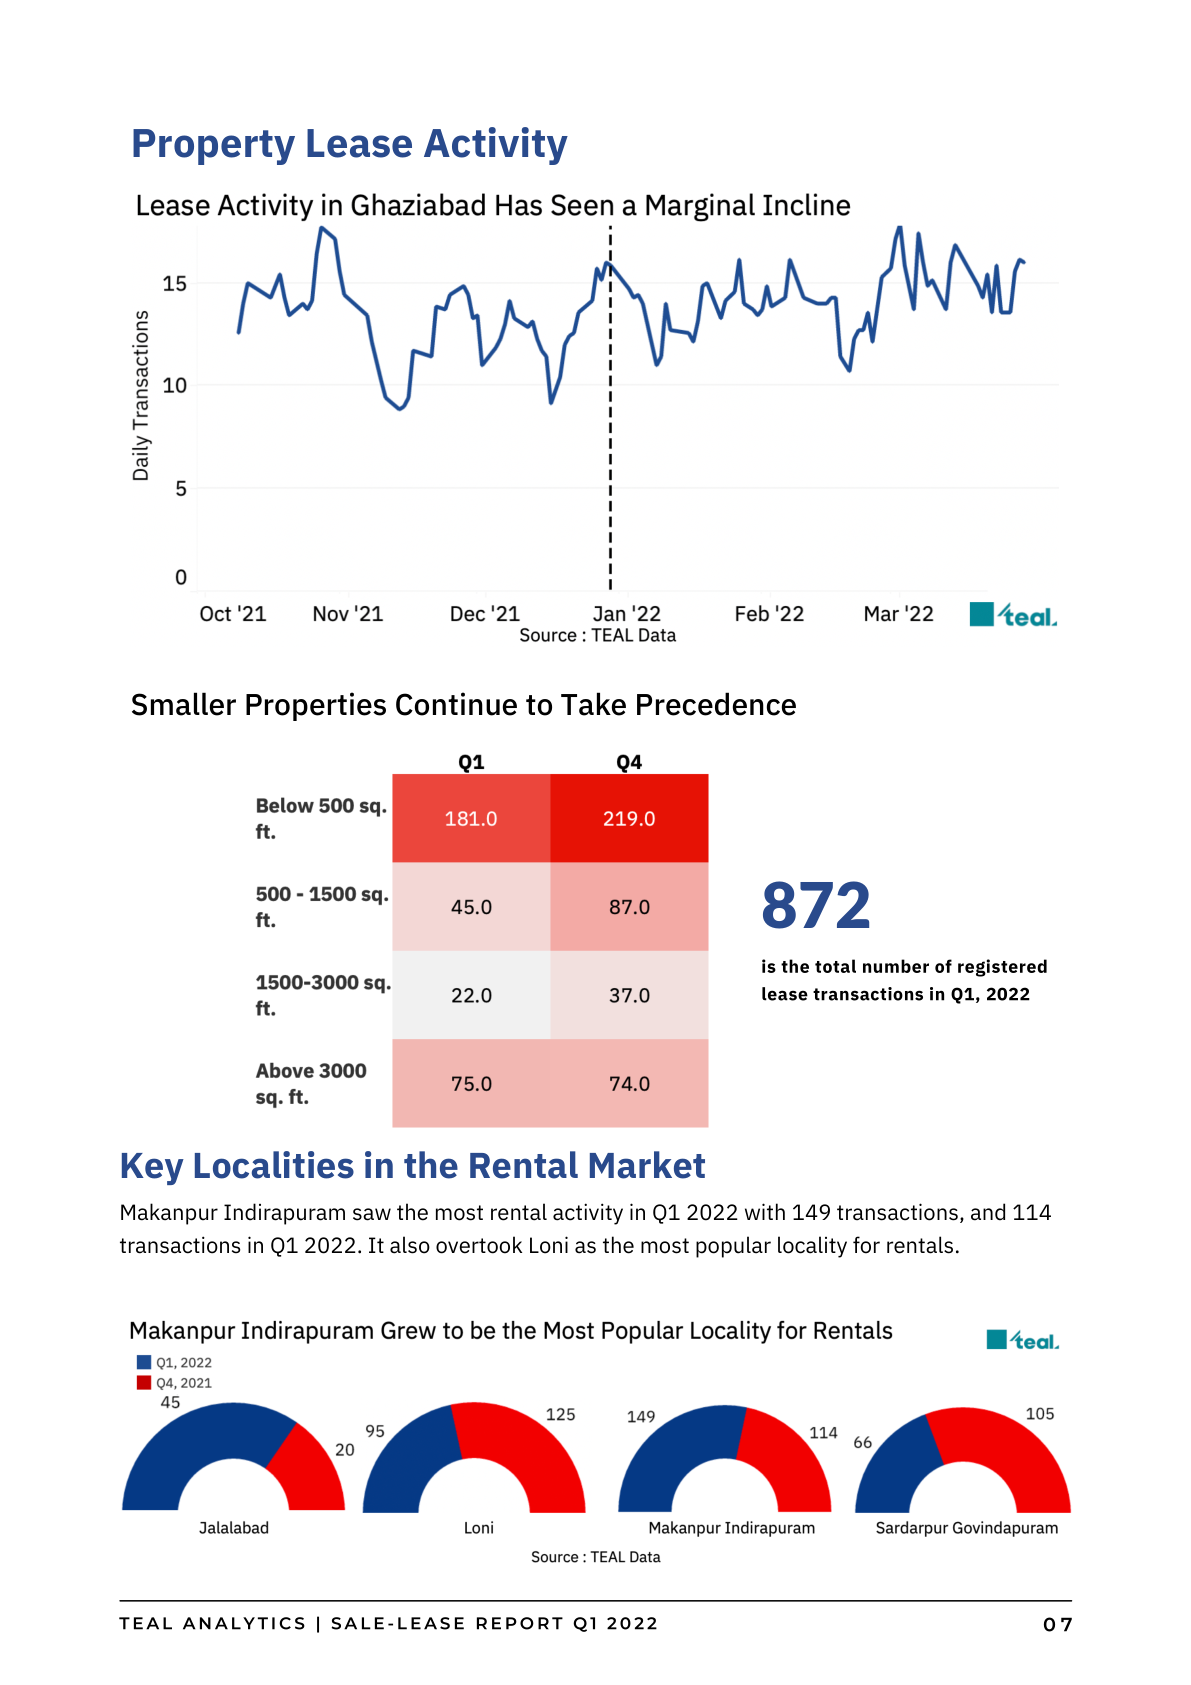 Property Lease Activity
Lease Activity in Ghaziabad Has Seen a Marginal Incline
Daily Transactions
15
10
5
0
Oct '21 Nov '21 Dec '21 Jan '22 Feb '22 Mar '22
teal.
Source : TEAL Data
Smaller Properties Continue to Take Precedence
Q1 Q4
Below 500 sq.
ft.
181.0 219.0
500 - 1500 sq.
ft.
45.0 87.0
1500-3000 sq.
ft.
22.0 37.0
Above 3000
sq. ft.
75.0 74.0
872
is the total number of registered
lease transactions in Q1, 2022
Key Localities in the Rental Market
Makanpur Indirapuram saw the most rental activity in Q1 2022 with 149 transactions, and 114
transactions in Q1 2022. It also overtook Loni as the most popular locality for rentals.
Makanpur Indirapuram Grew to be the Most Popular Locality for Rentals
teal.
Q1, 2022
Q4, 2021
45 20
95 125
149 114
66 105
Jalalabad Loni Makanpur Indirapuram Sardarpur Govindapuram
Source : TEAL Data
TEAL ANALYTICS | SALE-LEASE REPORT Q1 2022 07